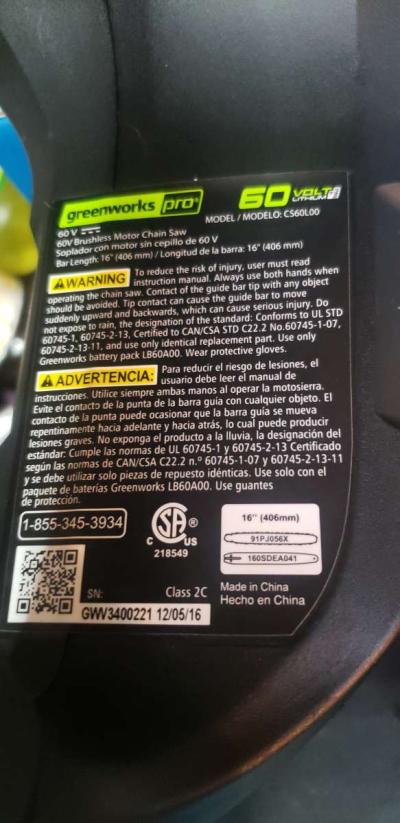 greenworks pro
60 VOLT LITHIUM
MODEL / MODELO: CS60L00
60 V
60V Brushless Motor Chain Saw
Soplador con motor sin cepillo de 60 V
Bar Length: 16" (406 mm) / Longitud de la barra: 16" (406 mm)
WARNING To reduce the risk of injury, user must read
instruction manual. Always use both hands when
operating the chain saw. Contact of the guide bar tip with any object
should be avoided. Tip contact can cause the guide bar to move
suddenly upward and backwards, which can cause serious injury. Do
not expose to rain, the designation of the standard: Conforms to UL STD
60745-1, 60745-2-13, Certified to CAN/CSA STD C22.2 No.60745-1-07,
60745-2-13-11, and use only identical replacement part. Use only
Greenworks battery pack LB60A00. Wear protective gloves.
ADVERTENCIA: Para reducir el riesgo de lesiones, el
usuario debe leer el manual de
instrucciones. Utilice siempre ambas manos al operar la motosierra.
Evite el contacto de la punta de la barra guía con cualquier objeto. El
contacto de la punta puede ocasionar que la barra guía se mueva
repentinamente hacia adelante y hacia atrás, lo cual puede producir
lesiones graves. No exponga el producto a la lluvia, la designación del
estándar: Cumple las normas de UL 60745-1 y 60745-2-13 Certificado
según las normas de CAN/CSA C22.2 n.º 60745-1-07 y 60745-2-13-11
y se debe utilizar solo piezas de repuesto idénticas. Use solo con el
paquete de baterías Greenworks LB60A00. Use guantes
de protección.
1-855-345-3934
C SA ® US
218549
16" (406mm)
91PJ056X
160SDEA041
SN:
Class 2C
Made in China
Hecho en China
GWV3400221 12/05/16